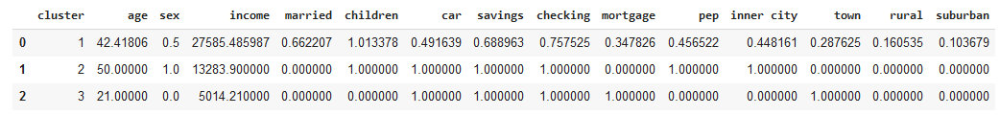 cluster age sex income married children car savings checking mortgage pep inner city town rural suburban
0 1 42.41806 0.5 27585.485987 0.662207 1.013378 0.491639 0.688963 0.757525 0.347826 0.456522 0.448161 0.287625 0.160535 0.103679
1 2 50.00000 1.0 13283.900000 0.000000 1.000000 1.000000 1.000000 1.000000 0.000000 1.000000 1.000000 0.000000 0.000000 0.000000
2 3 21.00000 0.0 5014.210000 0.000000 0.000000 1.000000 1.000000 1.000000 1.000000 0.000000 0.000000 1.000000 0.000000 0.000000